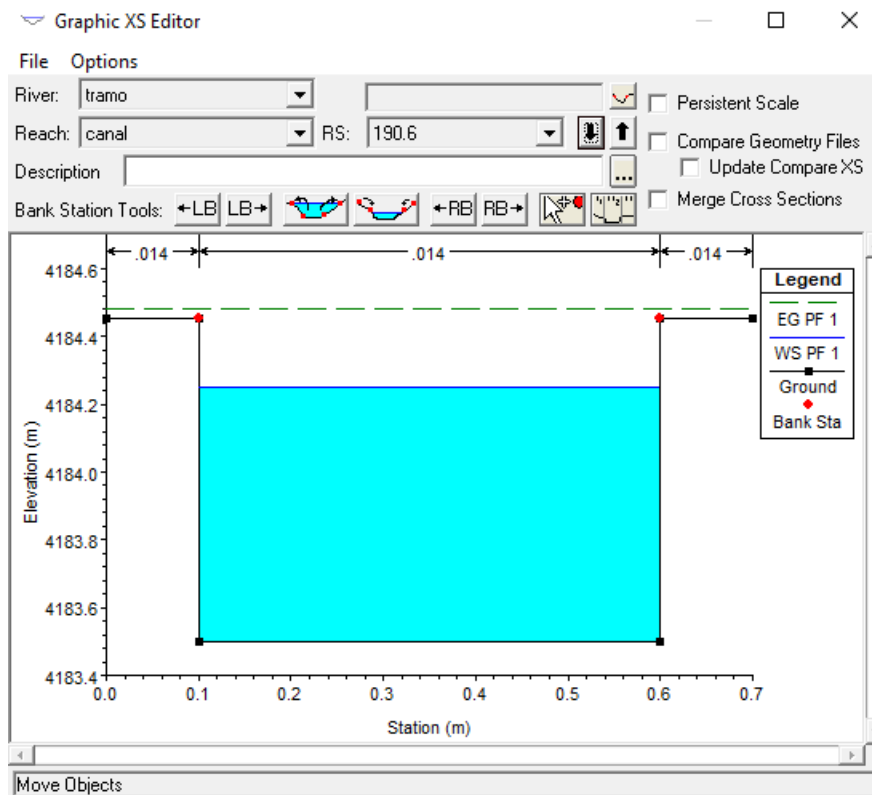 Graphic XS Editor
File Options
River: tramo
Persistent Scale
Reach: canal RS: 190.6
Compare Geometry Files
Update Compare XS
Description ...
Merge Cross Sections
Bank Station Tools: LB LB RB RB
.014 .014 .014
4184.6
4184.4
4184.2
4184.0
4183.8
4183.6
4183.4
Elevation (m)
0.0 0.1 0.2 0.3 0.4 0.5 0.6 0.7
Station (m)
Legend
EG PF 1
WS PF 1
Ground
Bank Sta
Move Objects